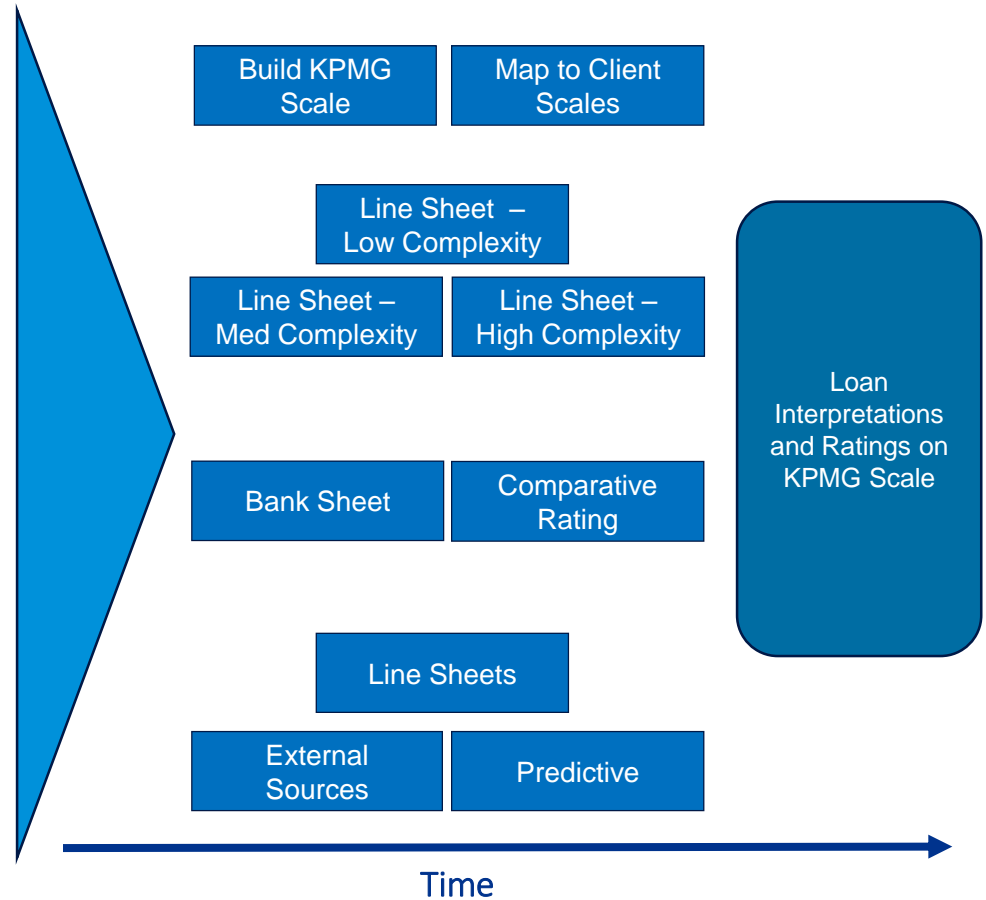 Build KPMG
Scale
Map to Client
Scales
Line Sheet –
Low Complexity
Line Sheet –
Med Complexity
Line Sheet –
High Complexity
Loan
Interpretations
and Ratings on
KPMG Scale
Bank Sheet
Comparative
Rating
Line Sheets
External
Sources
Predictive
Time